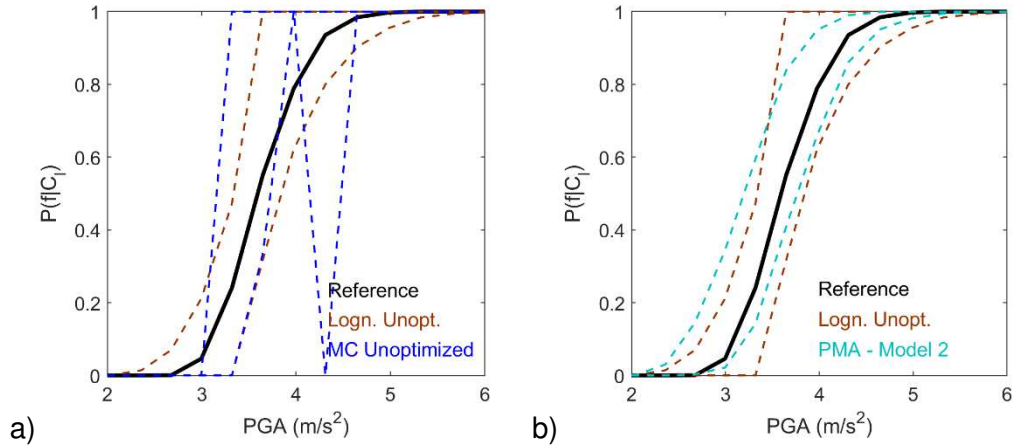 1
0.8
0.6
0.4
0.2
0
P(f|C_l)
2 3 4 5 6
PGA (m/s²)
Reference
Logn. Unopt.
MC Unoptimized
a)
1
0.8
0.6
0.4
0.2
0
P(f|C_l)
2 3 4 5 6
PGA (m/s²)
Reference
Logn. Unopt.
PMA - Model 2
b)